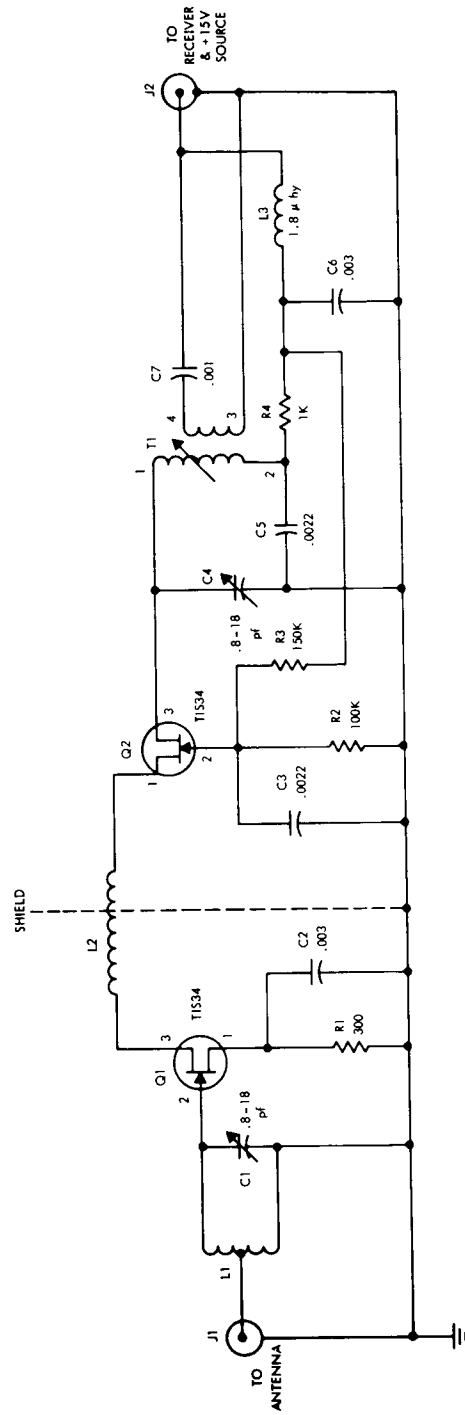 SHIELD
L2
Q1
TIS34
2
3
1
Q2
TIS34
1
2
3
J1
TO
ANTENNA
L1
C1
.8-18
pf
R1
300
C2
.003
C3
.0022
R2
100K
R3
150K
C4
.8-18
pf
C5
.0022
T1
1
2
4
3
C7
.001
R4
1K
L3
1.8 μ hy
C6
.003
J2
TO
RECEIVER
& +15V
SOURCE